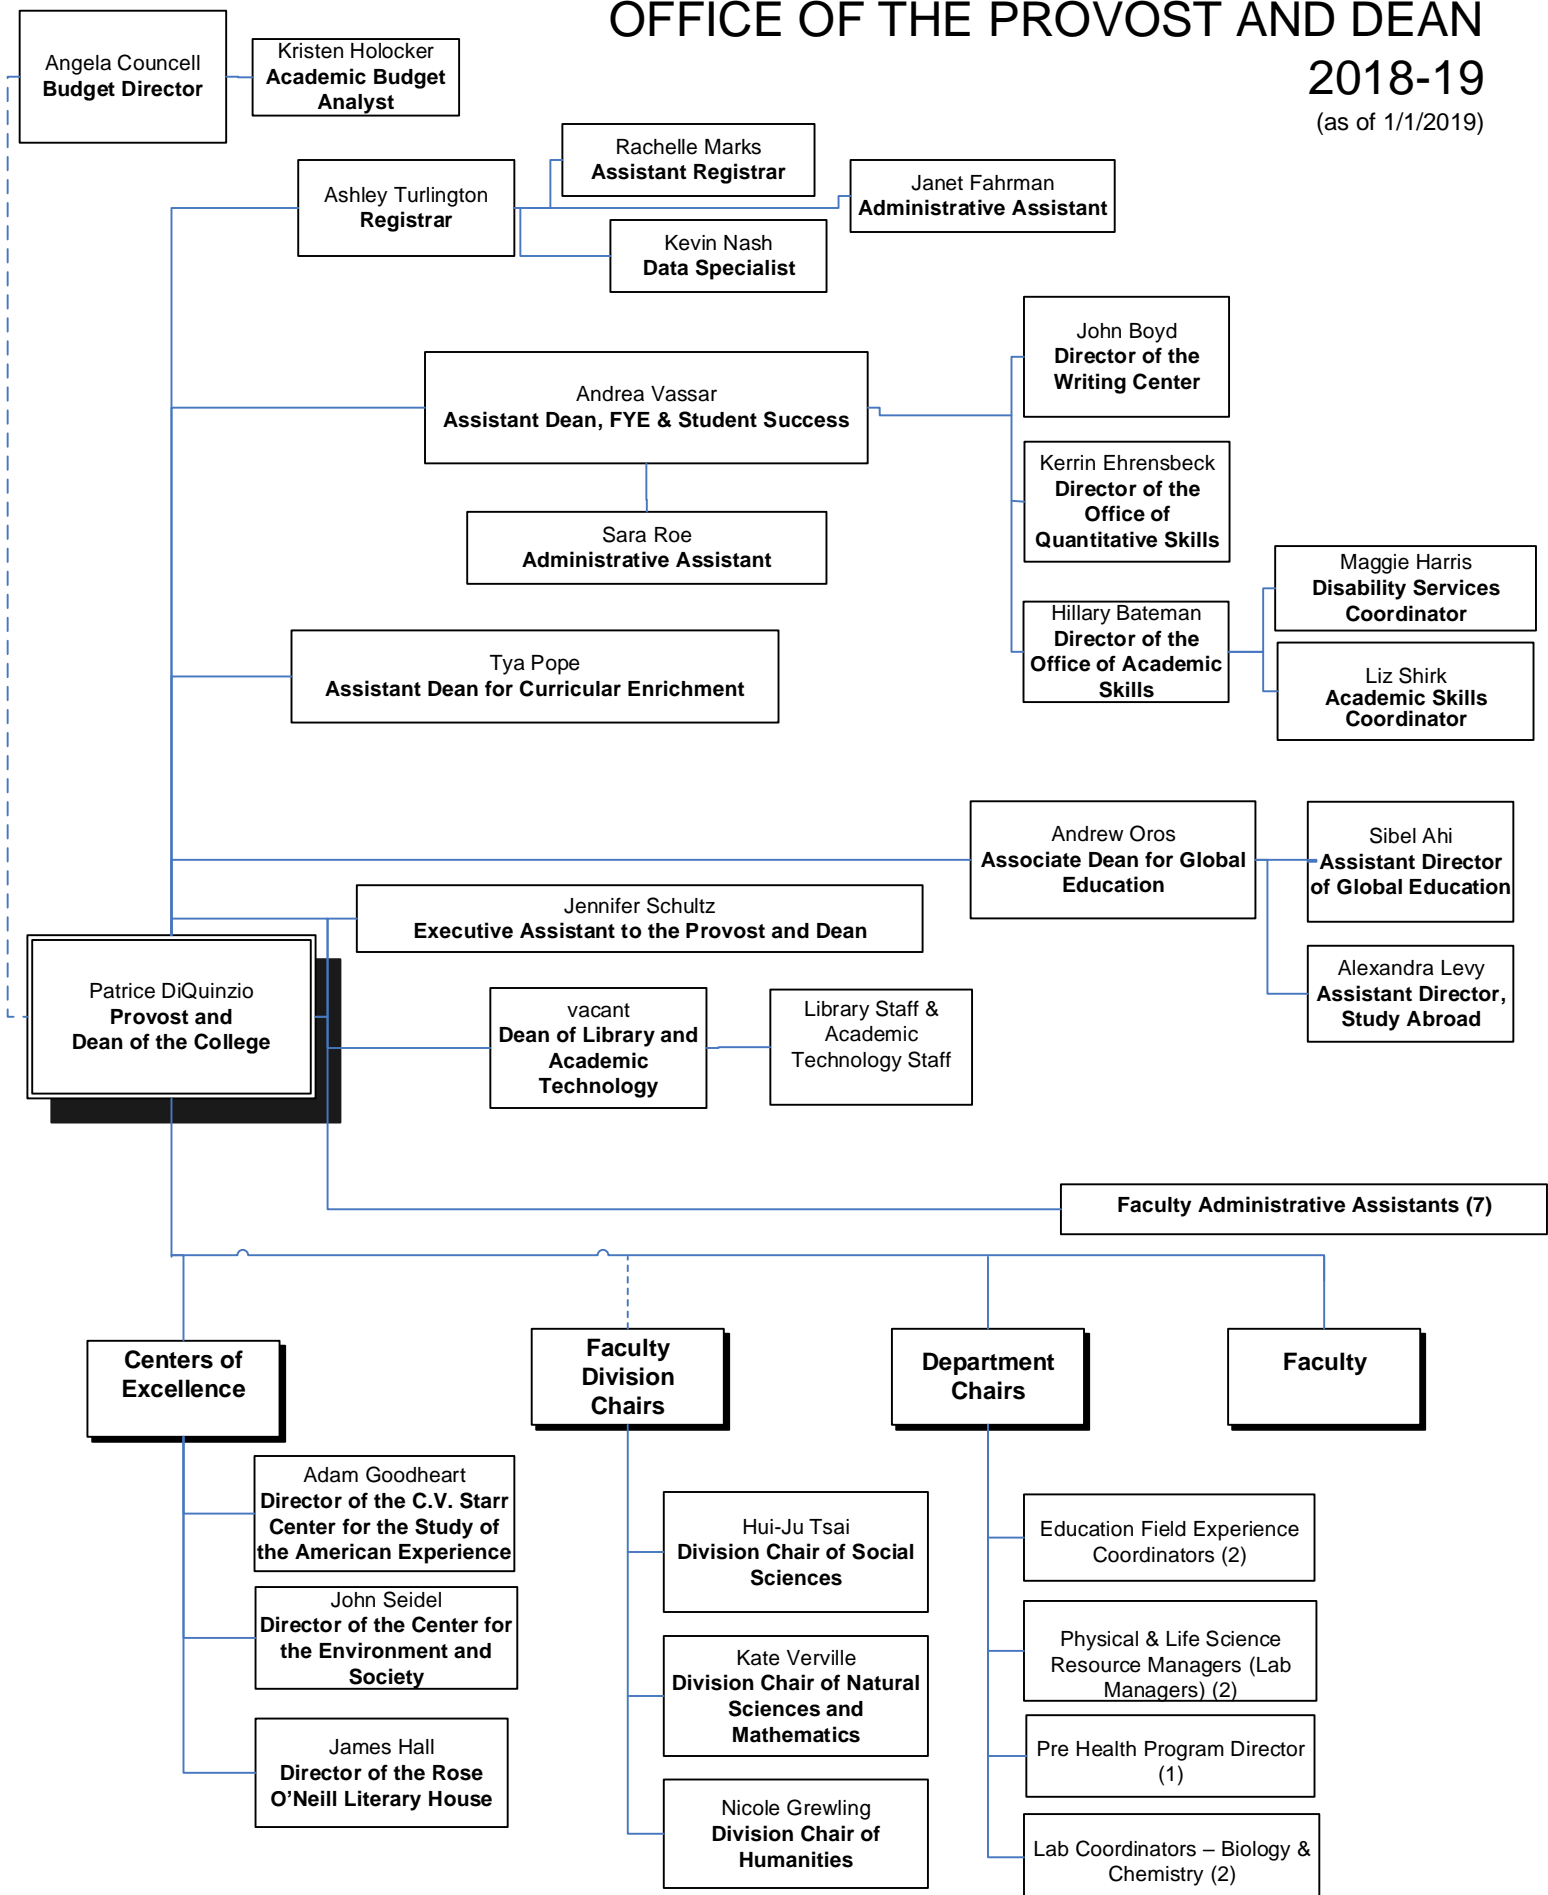 OFFICE OF THE PROVOST AND DEAN
2018-19
(as of 1/1/2019)
Angela Councell
Budget Director
Kristen Holocker
Academic Budget
Analyst
Ashley Turlington
Registrar
Rachelle Marks
Assistant Registrar
Janet Fahrman
Administrative Assistant
Kevin Nash
Data Specialist
Andrea Vassar
Assistant Dean, FYE & Student Success
Sara Roe
Administrative Assistant
John Boyd
Director of the
Writing Center
Kerrin Ehrensbeck
Director of the
Office of
Quantitative Skills
Hillary Bateman
Director of the
Office of Academic
Skills
Maggie Harris
Disability Services
Coordinator
Liz Shirk
Academic Skills
Coordinator
Tya Pope
Assistant Dean for Curricular Enrichment
Andrew Oros
Associate Dean for Global
Education
Sibel Ahi
Assistant Director
of Global Education
Alexandra Levy
Assistant Director,
Study Abroad
Jennifer Schultz
Executive Assistant to the Provost and Dean
Patrice DiQuinzio
Provost and
Dean of the College
vacant
Dean of Library and
Academic
Technology
Library Staff &
Academic
Technology Staff
Faculty Administrative Assistants (7)
Centers of
Excellence
Faculty
Division
Chairs
Department
Chairs
Faculty
Adam Goodheart
Director of the C.V. Starr
Center for the Study of
the American Experience
John Seidel
Director of the Center for
the Environment and
Society
James Hall
Director of the Rose
O’Neill Literary House
Hui-Ju Tsai
Division Chair of Social
Sciences
Kate Verville
Division Chair of Natural
Sciences and
Mathematics
Nicole Grewling
Division Chair of
Humanities
Education Field Experience
Coordinators (2)
Physical & Life Science
Resource Managers (Lab
Managers) (2)
Pre Health Program Director
(1)
Lab Coordinators – Biology &
Chemistry (2)